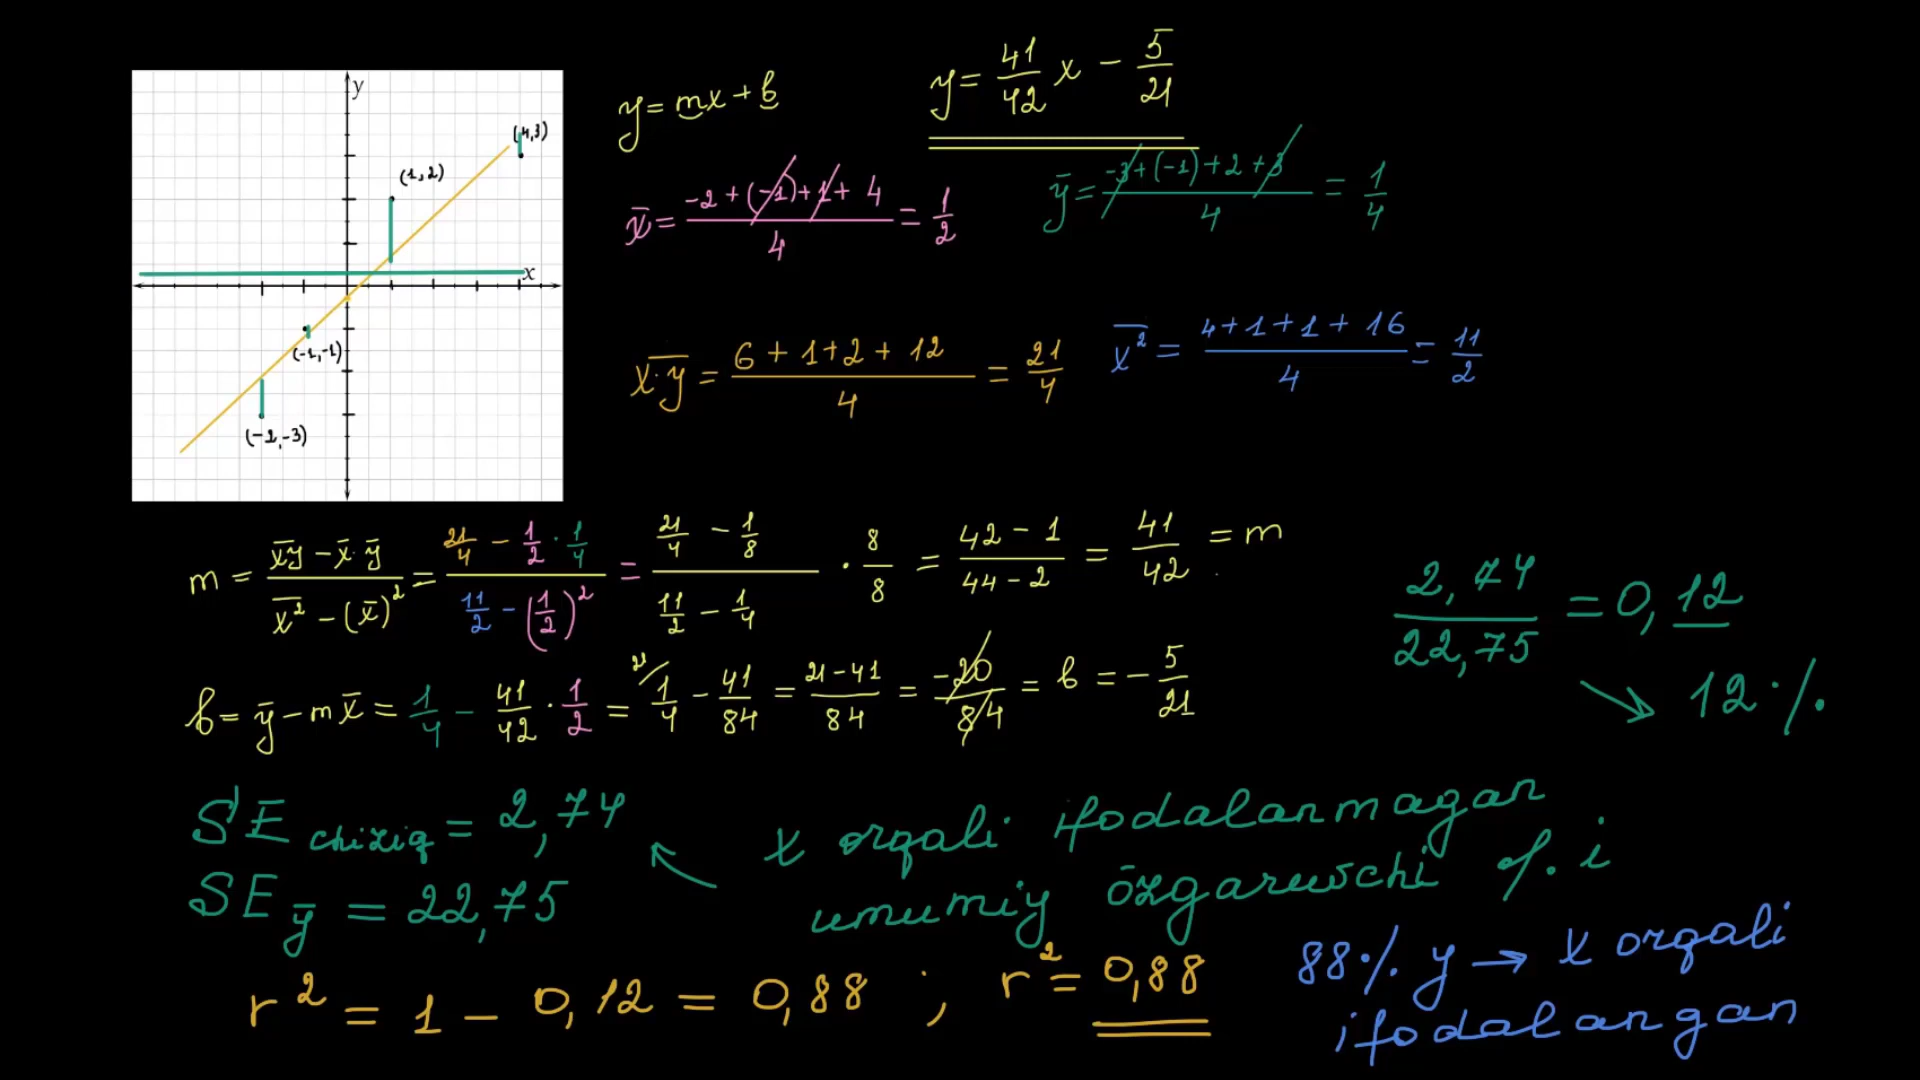 y
(4,3)
(1,2)
x
(-1,-1)
(-2,-3)
y = mx + b
y = 41/42 x - 5/21
x̄ = (-2 + (-1) + 1 + 4)/4 = 1/2
ȳ = (-3 + (-1) + 2 + 3)/4 = 1/4
x·y‾ = (6 + 1 + 2 + 12)/4 = 21/4
x²‾ = (4 + 1 + 1 + 16)/4 = 11/2
m = (xy‾ - x̄·ȳ)/(x²‾ - (x̄)²) = (21/4 - 1/2 · 1/4)/(11/2 - (1/2)²) = (21/4 - 1/8)/(11/2 - 1/4) · 8/8 = (42 - 1)/(44 - 2) = 41/42 = m
b = ȳ - mx̄ = 1/4 - 41/42 · 1/2 = 21/ 1/4 - 41/84 = (21 - 41)/84 = -20/84 = b = -5/21
2,74/22,75 = 0,12
→ 12%
SE chiziq = 2,74
SE ȳ = 22,75
x orqali ifodalanmagan
umumiy õzgaruvchi f. i
r² = 1 - 0,12 = 0,88 ; r² = 0,88
88% y → x orqali
ifodalangan